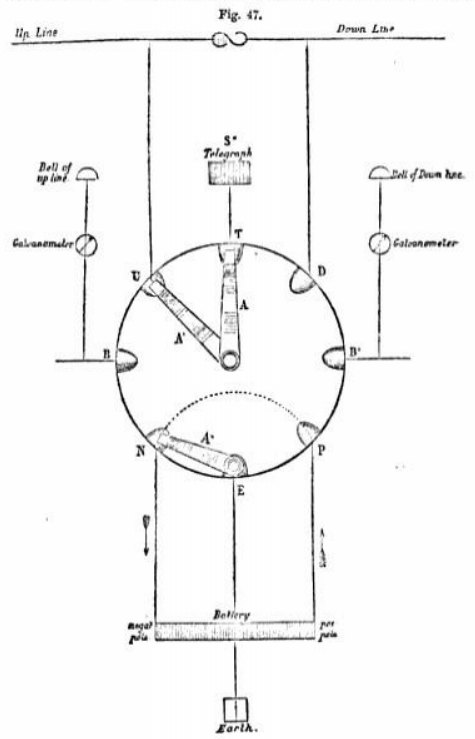 Fig. 47.
Up Line
Down Line
S"
Telegraph
Bell of
up line.
Bell of Down line.
Galvanometer
Galvanometer
T
U
D
A
A'
B
B'
N
A"
P
E
Battery
negat
pole
pos
pole
Earth.